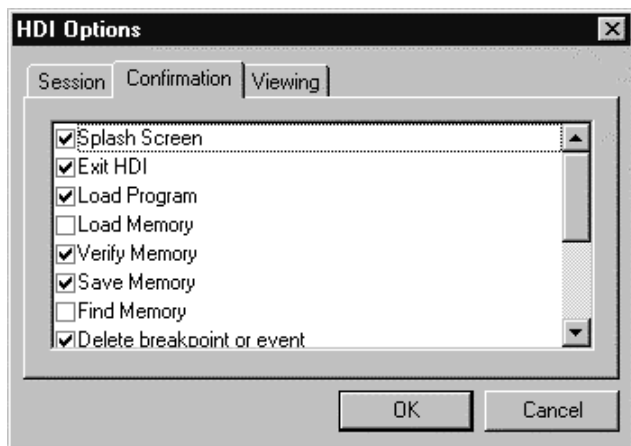 HDI Options
Session Confirmation Viewing
Splash Screen
Exit HDI
Load Program
Load Memory
Verify Memory
Save Memory
Find Memory
Delete breakpoint or event
OK Cancel